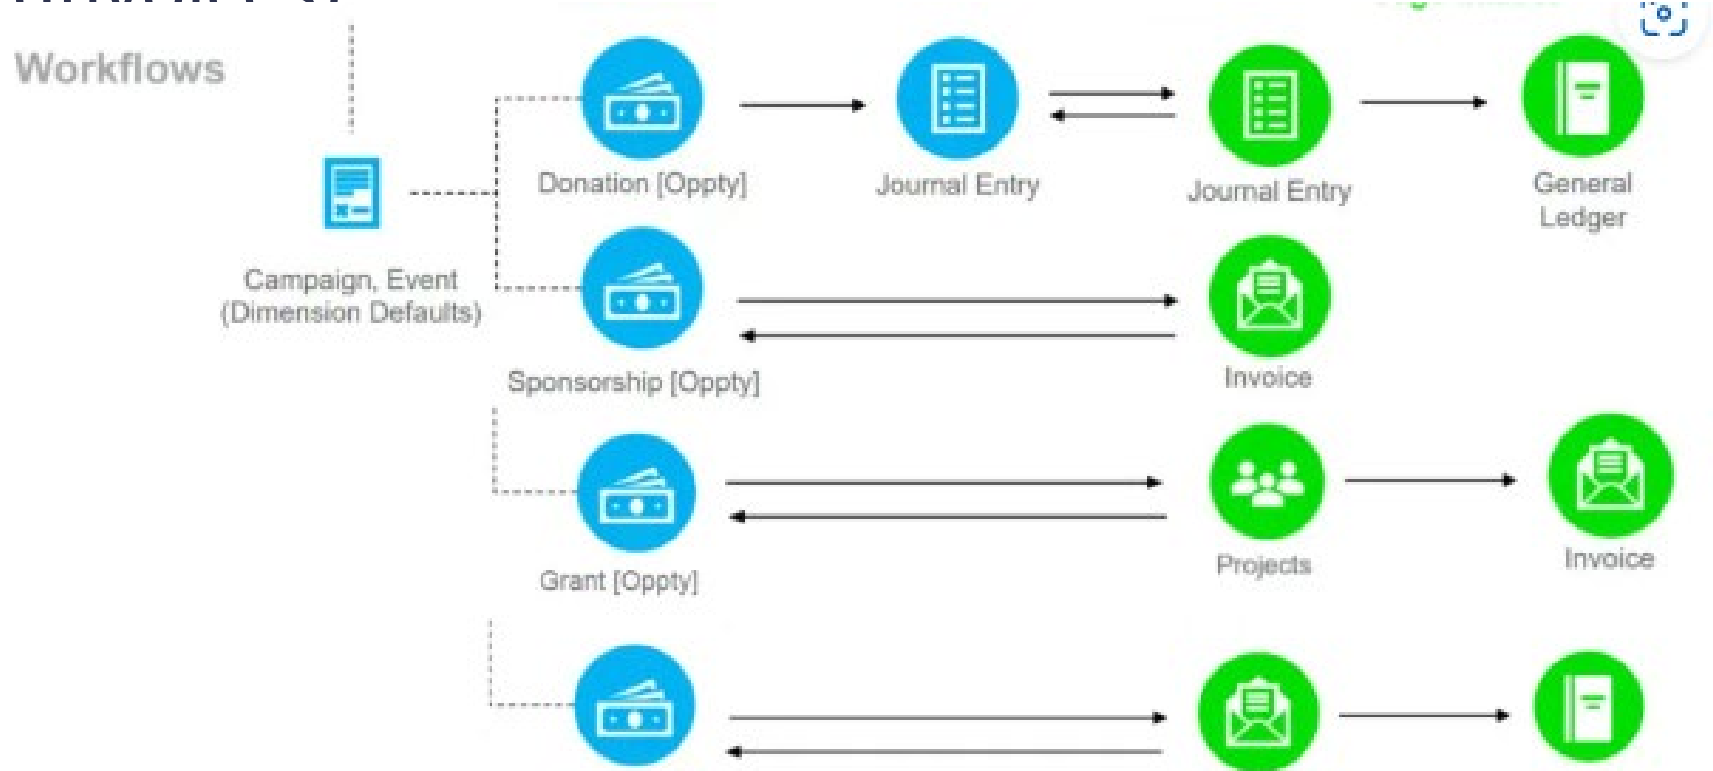 Workflows
Donation [Oppty]
Journal Entry
Journal Entry
General
Ledger
Campaign, Event
(Dimension Defaults)
Sponsorship [Oppty]
Invoice
Grant [Oppty]
Projects
Invoice